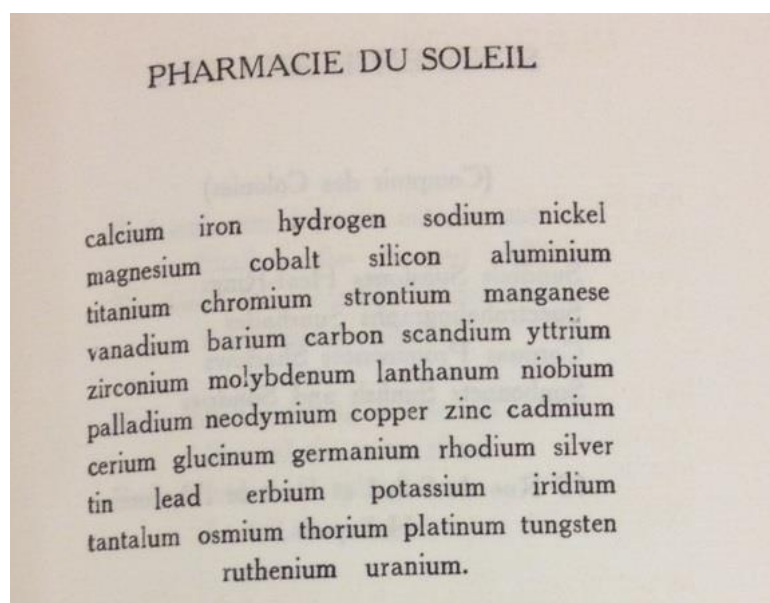 PHARMACIE DU SOLEIL
calcium iron hydrogen sodium nickel
magnesium cobalt silicon aluminium
titanium chromium strontium manganese
vanadium barium carbon scandium yttrium
zirconium molybdenum lanthanum niobium
palladium neodymium copper zinc cadmium
cerium glucinum germanium rhodium silver
tin lead erbium potassium iridium
tantalum osmium thorium platinum tungsten
ruthenium uranium.